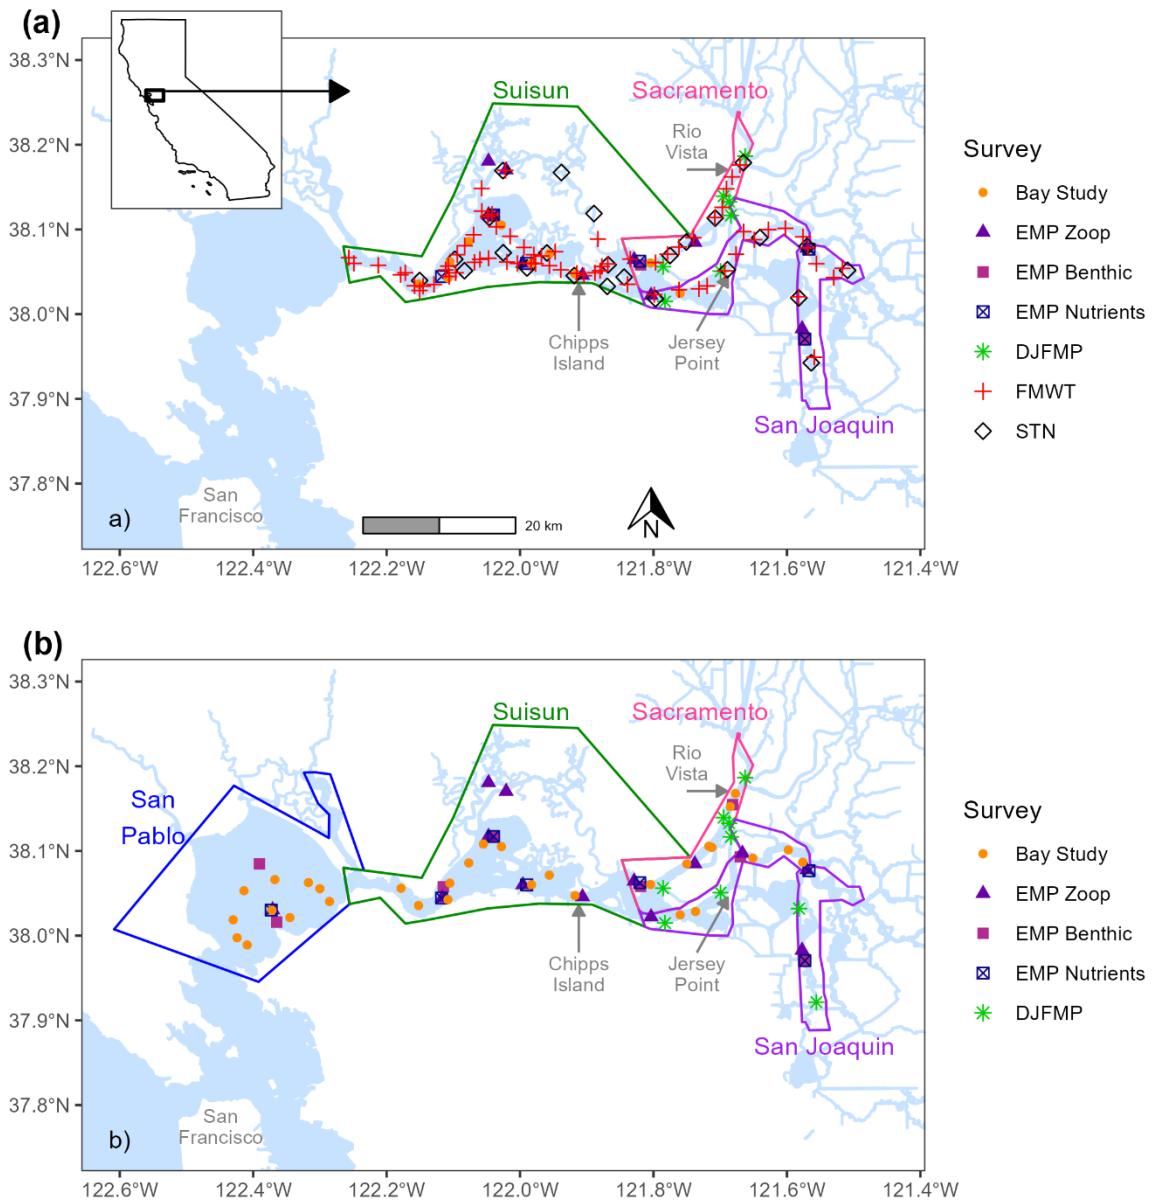 (a)
38.3°N
38.2°N
38.1°N
38.0°N
37.9°N
37.8°N
Suisun
Sacramento
Rio
Vista
Chipps
Island
Jersey
Point
San Joaquin
San
Francisco
a)
20 km
N
122.6°W
122.4°W
122.2°W
122.0°W
121.8°W
121.6°W
121.4°W
Survey
Bay Study
EMP Zoop
EMP Benthic
EMP Nutrients
DJFMP
FMWT
STN
(b)
38.3°N
38.2°N
38.1°N
38.0°N
37.9°N
37.8°N
Suisun
Sacramento
Rio
Vista
San
Pablo
Chipps
Island
Jersey
Point
San Joaquin
San
Francisco
b)
122.6°W
122.4°W
122.2°W
122.0°W
121.8°W
121.6°W
121.4°W
Survey
Bay Study
EMP Zoop
EMP Benthic
EMP Nutrients
DJFMP